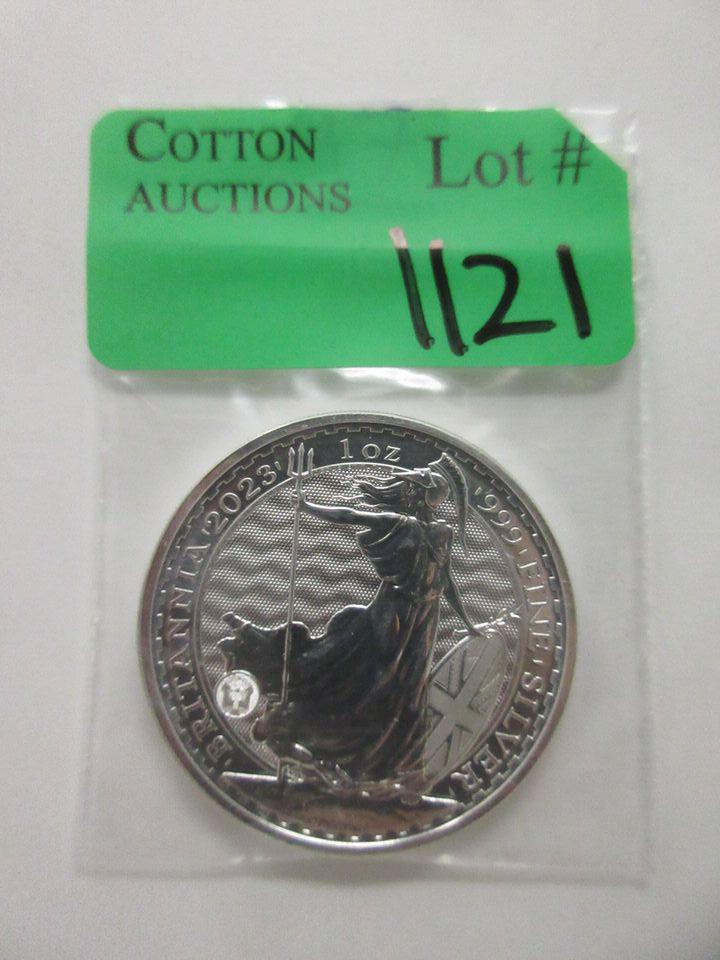 COTTON
AUCTIONS
Lot #
1121
BRITANNIA 2023 1 oz 999 FINE SILVER